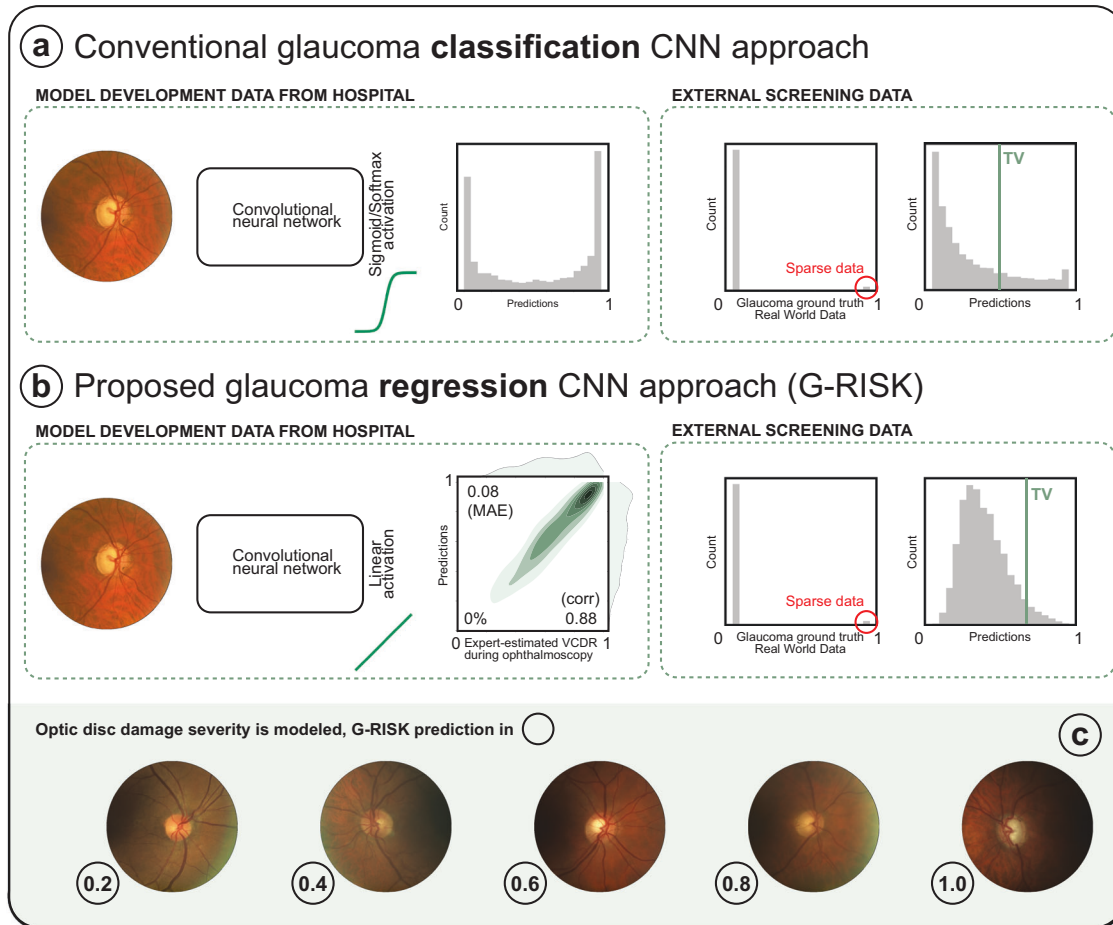 a Conventional glaucoma classification CNN approach
MODEL DEVELOPMENT DATA FROM HOSPITAL
Convolutional
neural network
Sigmoid/Softmax
activation
Count
0
Predictions
1
EXTERNAL SCREENING DATA
Count
Sparse data
0
Glaucoma ground truth
Real World Data
1
Count
TV
0
Predictions
1
b Proposed glaucoma regression CNN approach (G-RISK)
MODEL DEVELOPMENT DATA FROM HOSPITAL
Convolutional
neural network
Linear
activation
Predictions
1
0.08
(MAE)
(corr)
0.88
0%
0
Expert-estimated VCDR
during ophthalmoscopy
1
EXTERNAL SCREENING DATA
Count
Sparse data
0
Glaucoma ground truth
Real World Data
1
Count
TV
0
Predictions
1
Optic disc damage severity is modeled, G-RISK prediction in
c
0.2
0.4
0.6
0.8
1.0